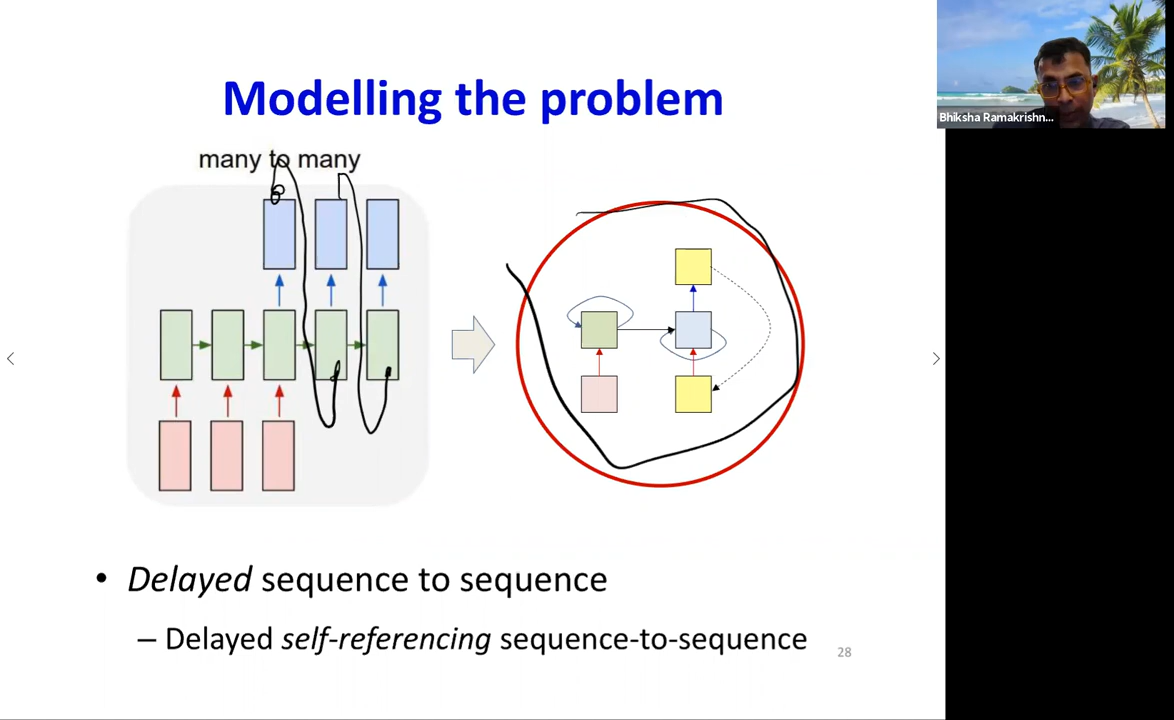 Modelling the problem
many to many
Bhiksha Ramakrishn...
• Delayed sequence to sequence
– Delayed self-referencing sequence-to-sequence
28